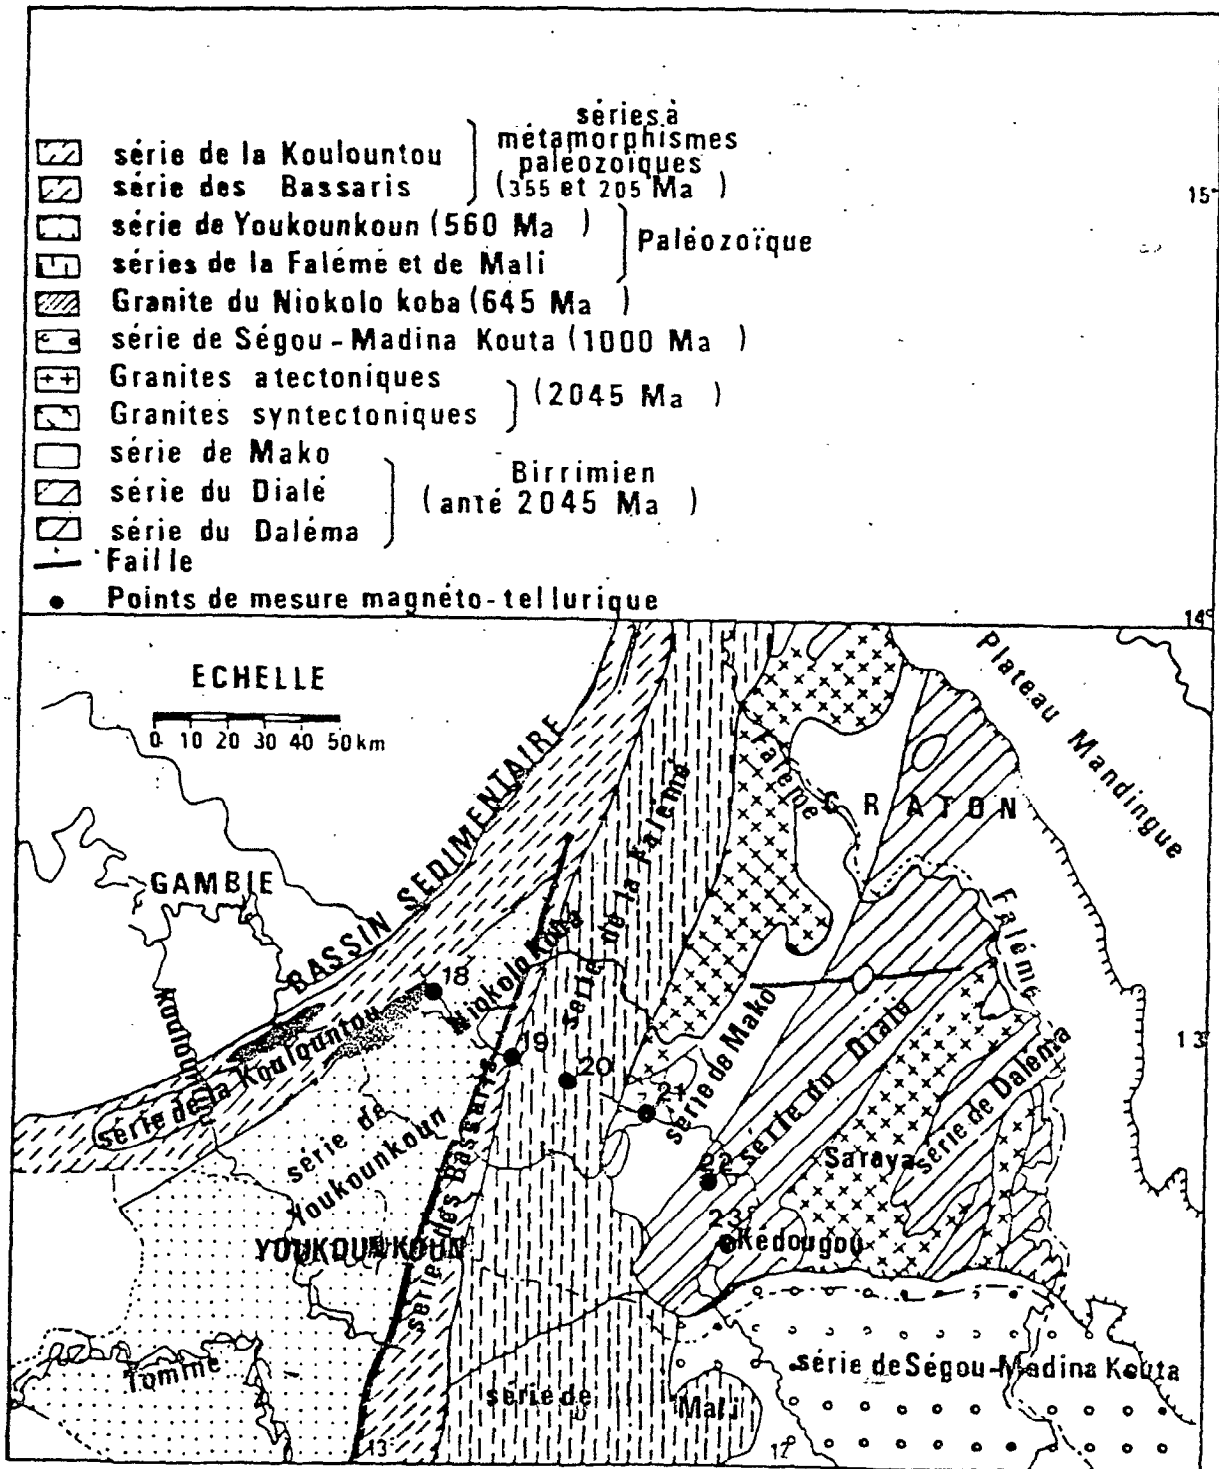 séries à
métamorphismes
paléozoïques
(355 et 205 Ma )
série de la Koulountou
série des Bassaris
série de Youkounkoun (560 Ma )
séries de la Falémé et de Mali
Paléozoïque
Granite du Niokolo koba (645 Ma )
série de Ségou - Madina Kouta (1000 Ma )
Granites atectoniques
Granites syntectoniques
(2045 Ma )
série de Mako
série du Dialé
série du Daléma
Birrimien
(anté 2045 Ma )
Faille
Points de mesure magnéto-tellurique
15°
14°
13
ECHELLE
0 10 20 30 40 50 km
Plateau Mandingue
BASSIN SEDIMENTAIRE
GAMBIE
Koulountou
Falémé
CRATON
Falémé
Niokolo Koba
série de la Falémé
18
19
20
21
22
23
série de la Koulountou
série de
Youkounkoun
YOUKOUNKOUN
série des Bassaris
série de Mako
série du Dialé
Saraya
série de Daléma
Kédougou
Tominé
série de
Mali
série de Ségou-Madina Kouta
13°
12°